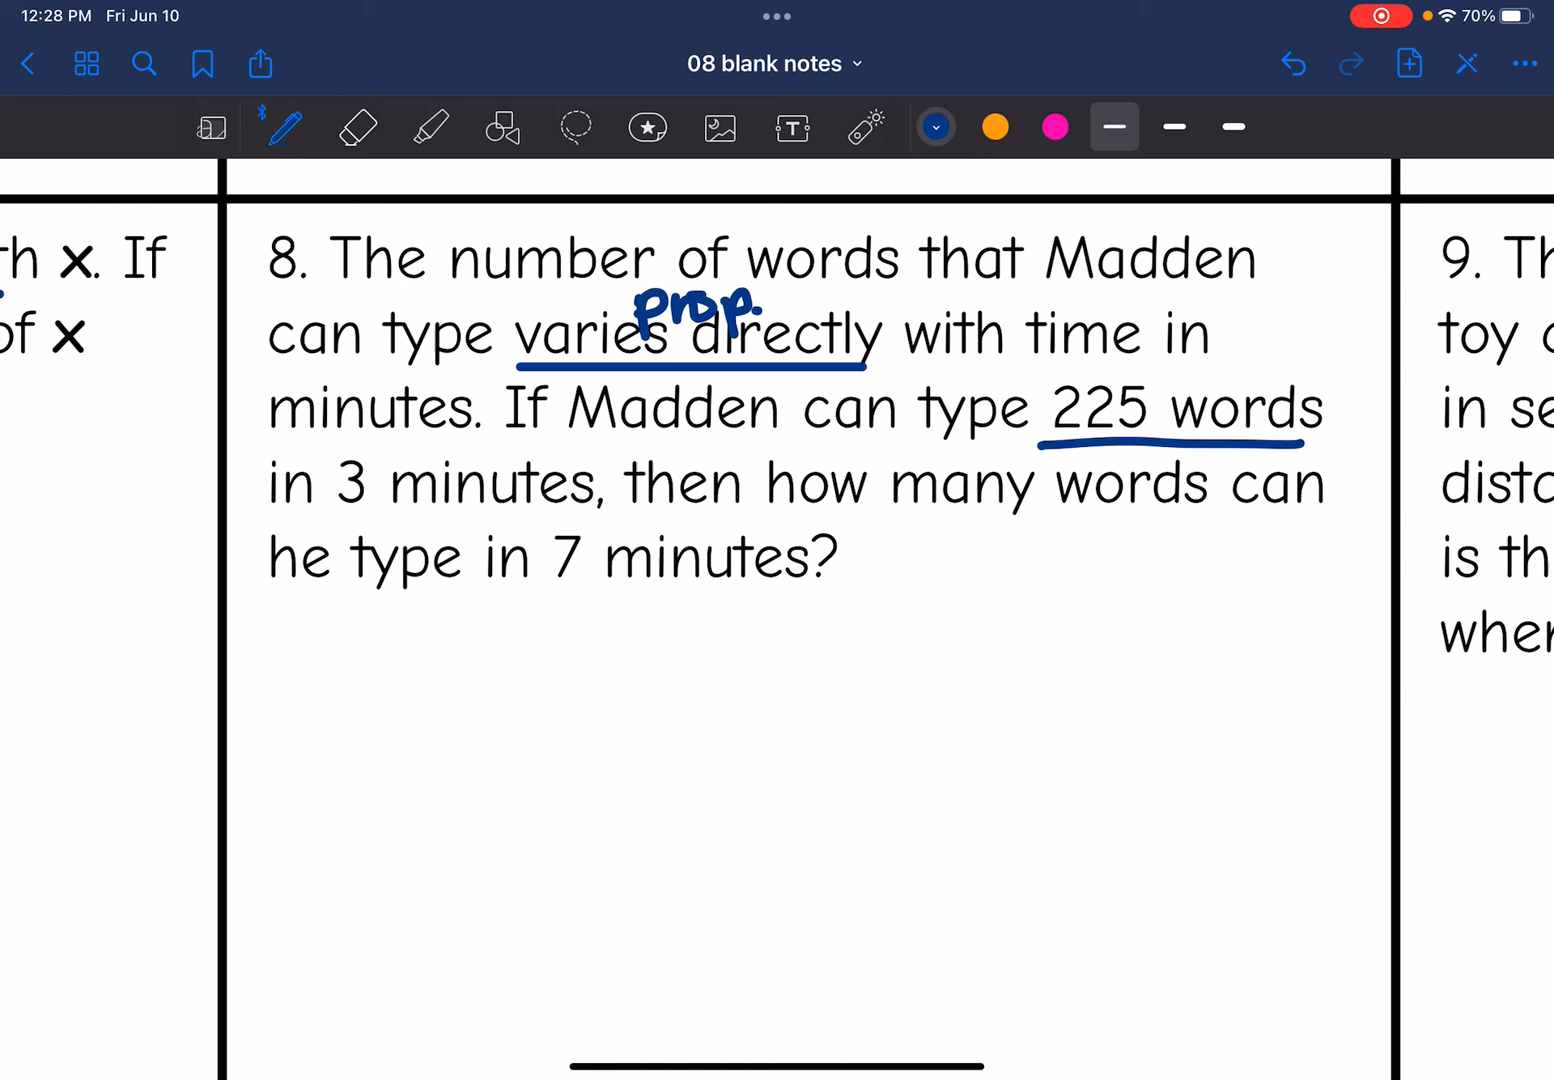 12:28 PM Fri Jun 10
70%
08 blank notes
th x. If
of x
8. The number of words that Madden
prop.
can type varies directly with time in
minutes. If Madden can type 225 words
in 3 minutes, then how many words can
he type in 7 minutes?
9. Th
toy
in se
dista
is th
wher